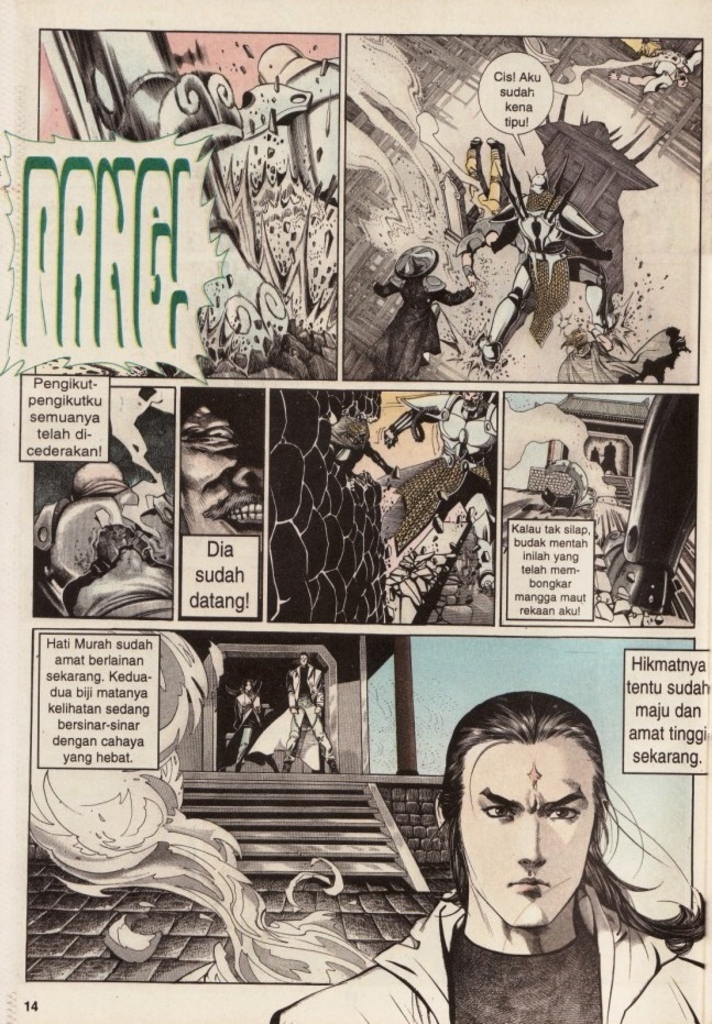 PANG!
Cis! Aku
sudah
kena
tipu!
Pengikut-
pengikutku
semuanya
telah di-
cederakan!
Dia
sudah
datang!
Kalau tak silap,
budak mentah
inilah yang
telah mem-
bongkar
mangga maut
rekaan aku!
Hati Murah sudah
amat berlainan
sekarang. Kedua-
dua biji matanya
kelihatan sedang
bersinar-sinar
dengan cahaya
yang hebat.
Hikmatnya
tentu sudah
maju dan
amat tinggi
sekarang.
14